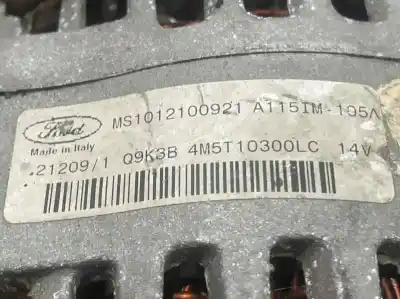 Ford
MS1012100921 A115IM-105A
Made in Italy
21209/1 Q9K3B 4M5T10300LC 14V